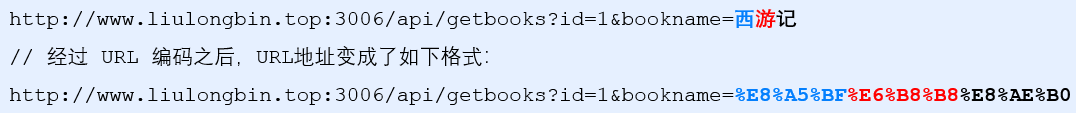 http://www.liulongbin.top:3006/api/getbooks?id=1&bookname=西游记
// 经过 URL 编码之后，URL地址变成了如下格式：
http://www.liulongbin.top:3006/api/getbooks?id=1&bookname=%E8%A5%BF%E6%B8%B8%E8%AE%B0